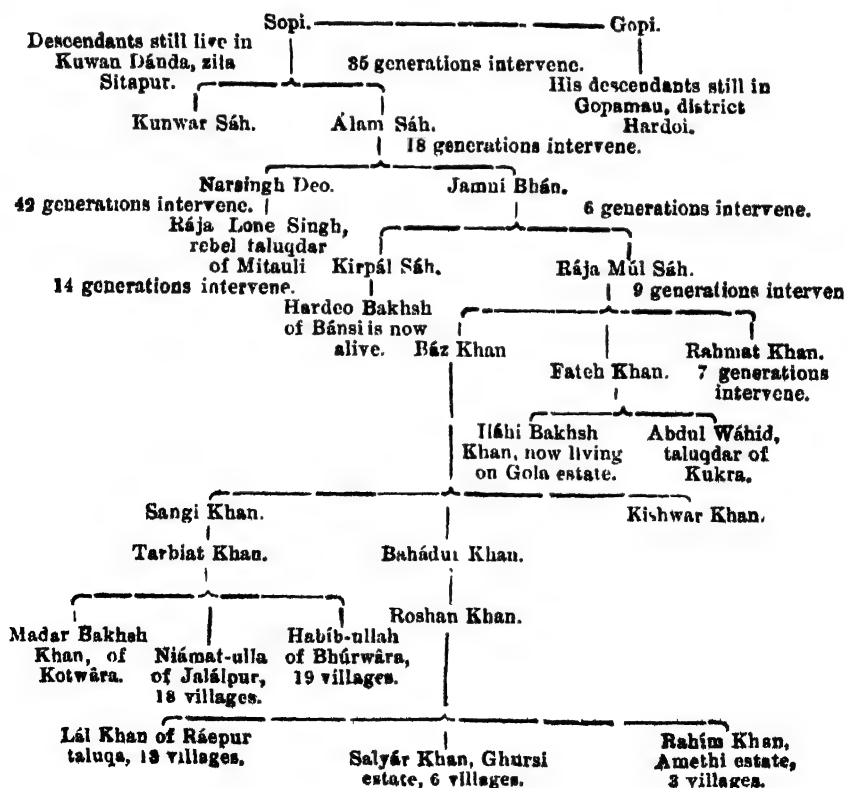 Sopi. Gopi.
Descendants still live in
Kuwan Dánda, zila
Sitapur.
35 generations intervene.
His descendants still in
Gopamau, district
Hardoi.
Kunwar Sáh. Álam Sáh.
18 generations intervene.
Narsingh Deo. Jamni Bhán.
42 generations intervene. 6 generations intervene.
Rája Lone Singh,
rebel taluqdar
of Mitauli
Kirpál Sáh. Rája Múl Sáh.
14 generations intervene. 9 generations interven
Hardeo Bakhsh
of Bánsi is now
alive.
Báz Khan
Fateh Khan.
Rahmat Khan.
7 generations
intervene.
Iláhi Bakhsh
Khan, now living
on Gola estate.
Abdul Wáhid,
taluqdar of
Kukra.
Sangi Khan. Kishwar Khan.
Tarbiat Khan. Bahádur Khan.
Roshan Khan.
Madar Bakhsh
Khan, of
Kotwâra.
Niámat-ulla
of Jalálpur,
18 villages.
Habíb-ullah
of Bhúrwâra,
19 villages.
Lál Khan of Ráepur
taluqa, 13 villages.
Salyár Khan, Ghursi
estate, 6 villages.
Rahím Khan,
Amethi estate,
3 villages.